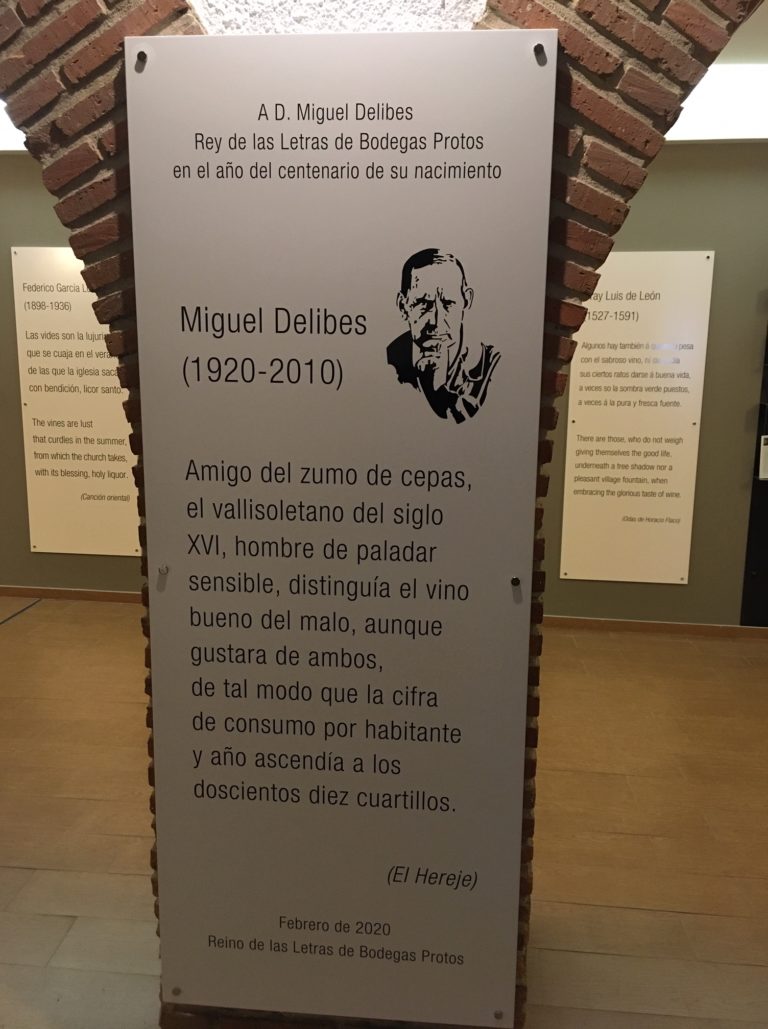 A D. Miguel Delibes
Rey de las Letras de Bodegas Protos
en el año del centenario de su nacimiento
Miguel Delibes
(1920-2010)
Amigo del zumo de cepas,
el vallisoletano del siglo
XVI, hombre de paladar
sensible, distinguía el vino
bueno del malo, aunque
gustara de ambos,
de tal modo que la cifra
de consumo por habitante
y año ascendía a los
doscientos diez cuartillos.
(El Hereje)
Febrero de 2020
Reino de las Letras de Bodegas Protos
Federico García
(1898-1936)
Las vides son la
que se cuaja en el
de las que la iglesia
con bendición, licor santo.
The vines are lust
that curdles in the summer,
from which the church takes,
with its blessing, holy liquor.
(Canción oriental)
Luis de León
1527-1591)
Algunos hay también á pesa
con el sabroso vino,
sus ciertos ratos darse á buena vida,
a veces so la sombra verde puestos,
a veces á la pura y fresca fuente.
There are those, who do not weigh
giving themselves the good life,
underneath a free shadow nor a
pleasant village fountain, when
embracing the glorious taste of wine.
(Odas de Horacio Flaco)